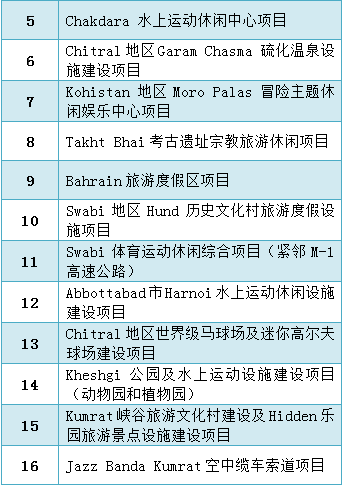 5 Chakdara 水上运动休闲中心项目
6 Chitral 地区 Garam Chasma 硫化温泉设
施建设项目
7 Kohistan 地区 Moro Palas 冒险主题休
闲娱乐中心项目
8 Takht Bhai 考古遗址宗教旅游休闲项目
9 Bahrain 旅游度假区项目
10 Swabi 地区 Hund 历史文化村旅游度假设
施项目
11 Swabi 体育运动休闲综合项目（紧邻 M-1
高速公路）
12 Abbottabad 市 Harnoi 水上运动休闲设施
建设项目
13 Chitral 地区世界级马球场及迷你高尔夫
球场建设项目
14 Kheshgi 公园及水上运动设施建设项目
（动物园和植物园）
15 Kumrat 峡谷旅游文化村建设及 Hidden 乐
园旅游景点设施建设项目
16 Jazz Banda Kumrat 空中缆车索道项目